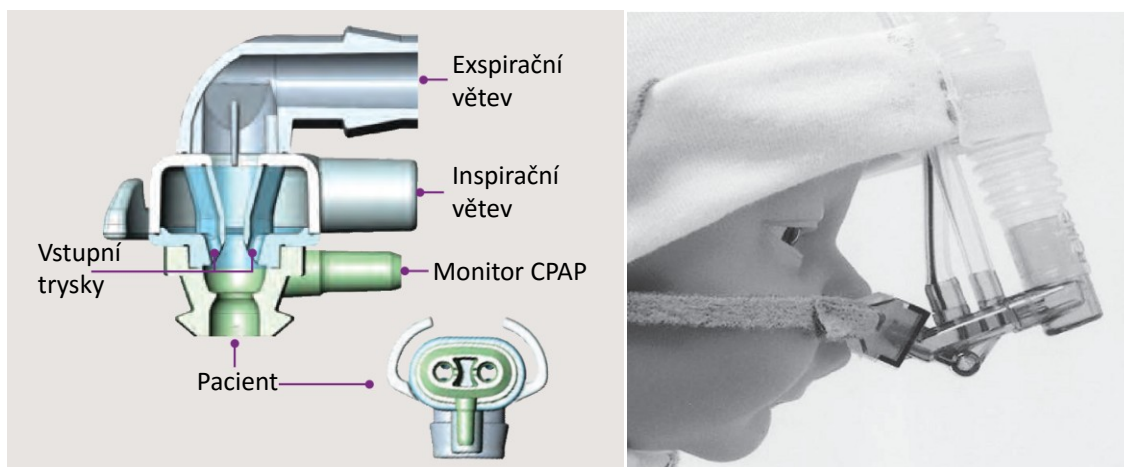 Exspirační
větev
Inspirační
větev
Vstupní
trysky
Monitor CPAP
Pacient